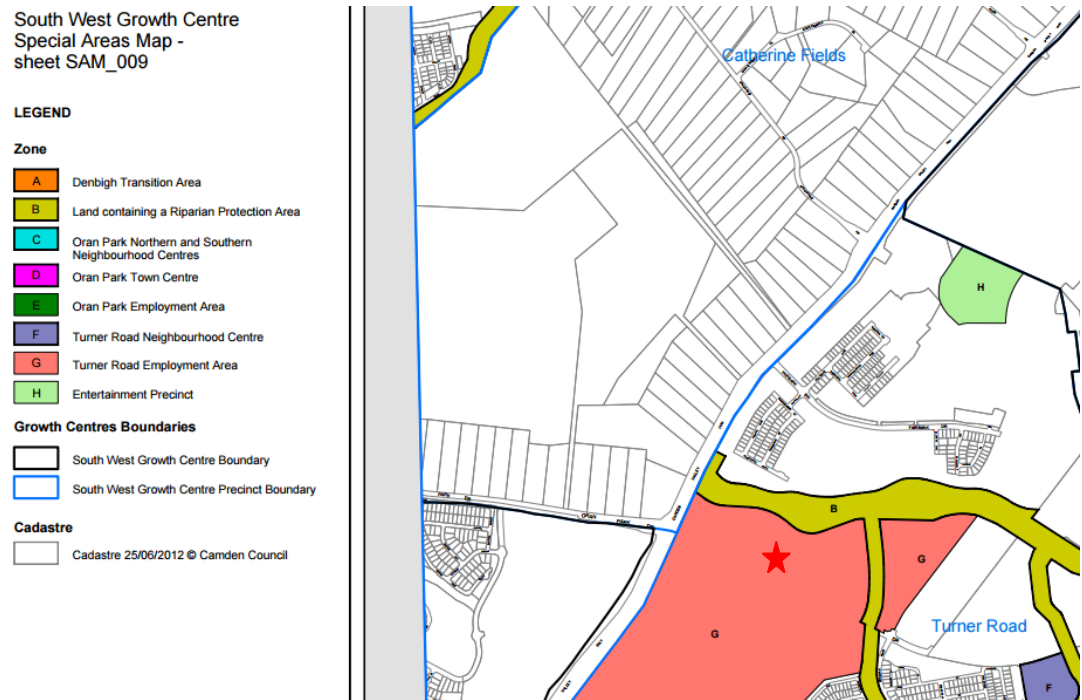 South West Growth Centre
Special Areas Map -
sheet SAM_009
LEGEND
Zone
A Denbigh Transition Area
B Land containing a Riparian Protection Area
C Oran Park Northern and Southern
Neighbourhood Centres
D Oran Park Town Centre
E Oran Park Employment Area
F Turner Road Neighbourhood Centre
G Turner Road Employment Area
H Entertainment Precinct
Growth Centres Boundaries
South West Growth Centre Boundary
South West Growth Centre Precinct Boundary
Cadastre
Cadastre 25/06/2012 © Camden Council
Catherine Fields
H
B
G
Turner Road
G
F